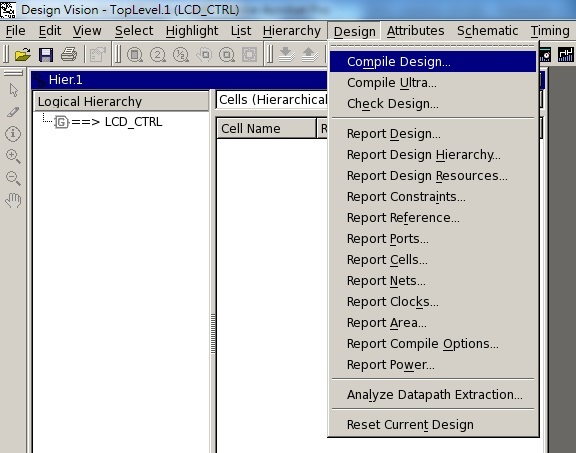 Design Vision - TopLevel.1 (LCD_CTRL)
File Edit View Select Highlight List Hierarchy Design Attributes Schematic Timing
Hier.1
Logical Hierarchy
Cells (Hierarchical
==> LCD_CTRL
Cell Name
Compile Design...
Compile Ultra...
Check Design...
Report Design...
Report Design Hierarchy...
Report Design Resources...
Report Constraints...
Report Reference...
Report Ports...
Report Cells...
Report Nets...
Report Clocks...
Report Area...
Report Compile Options...
Report Power...
Analyze Datapath Extraction...
Reset Current Design